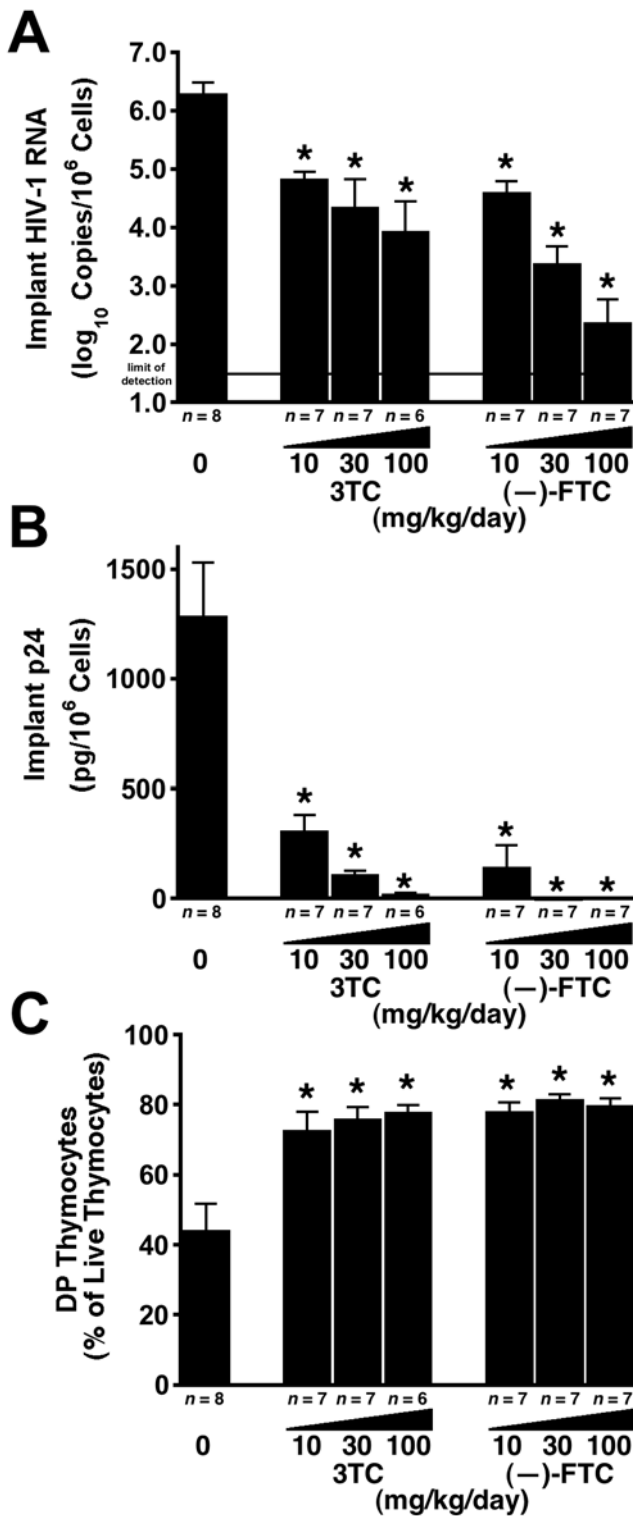 A
Implant HIV-1 RNA
(log10 Copies/10^6 Cells)
7.0
6.0
5.0
4.0
3.0
2.0
limit of
detection
1.0
* * * * * *
n = 8 n = 7 n = 7 n = 6 n = 7 n = 7 n = 7
0 10 30 100 10 30 100
3TC (—)-FTC
(mg/kg/day)
B
Implant p24
(pg/10^6 Cells)
1500
1000
500
0
* * * * * *
n = 8 n = 7 n = 7 n = 6 n = 7 n = 7 n = 7
0 10 30 100 10 30 100
3TC (—)-FTC
(mg/kg/day)
C
DP Thymocytes
(% of Live Thymocytes)
100
80
60
40
20
0
* * * * * *
n = 8 n = 7 n = 7 n = 6 n = 7 n = 7 n = 7
0 10 30 100 10 30 100
3TC (—)-FTC
(mg/kg/day)